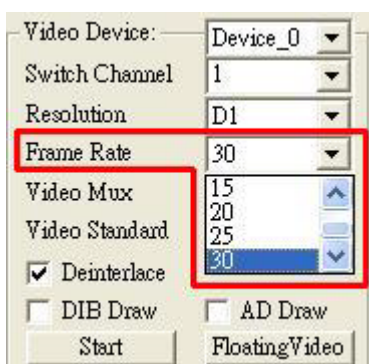 Video Device: Device_0
Switch Channel 1
Resolution D1
Frame Rate 30
Video Mux 15
20
Video Standard 25
30
Deinterlace
DIB Draw AD Draw
Start FloatingVideo